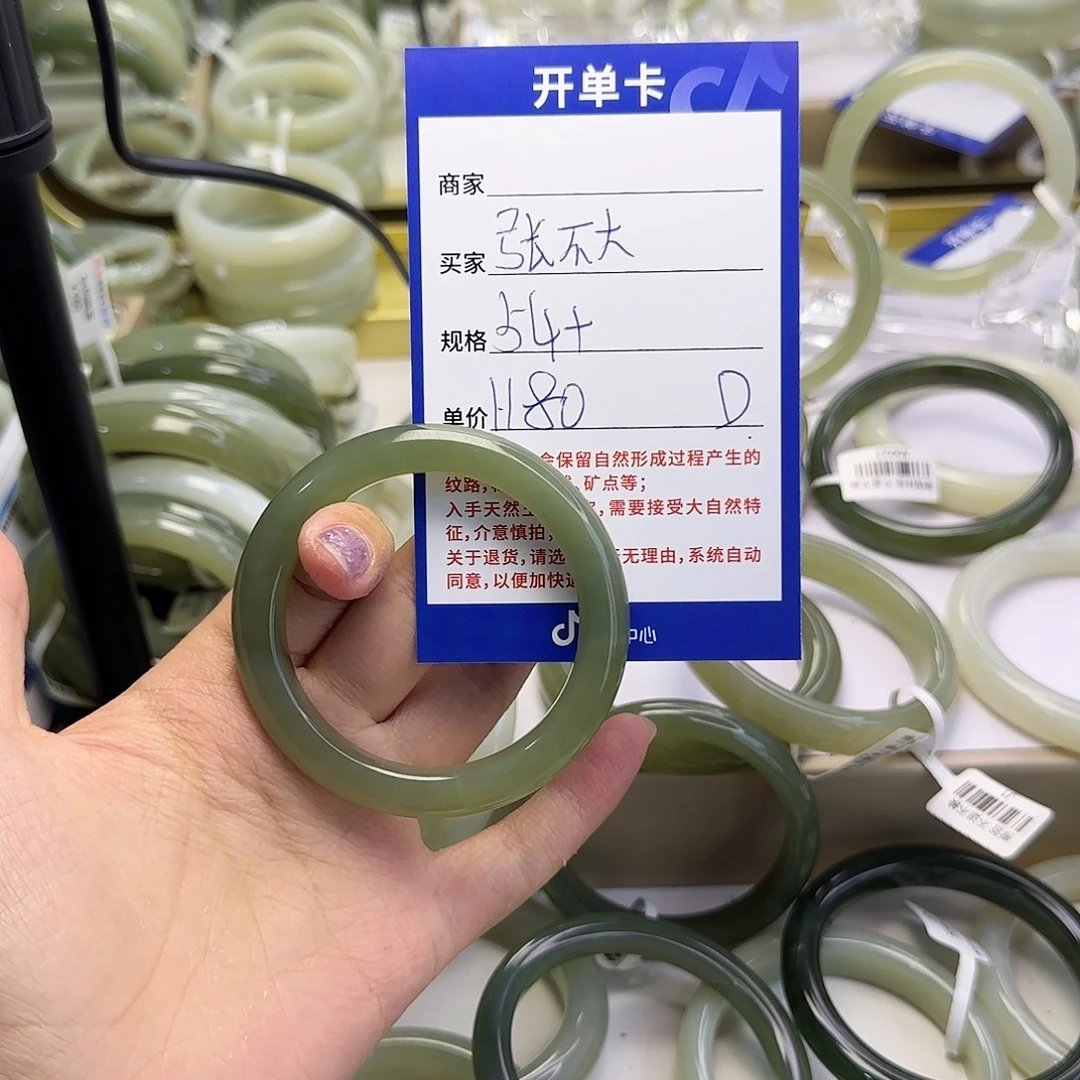 开单卡
商家
买家 张不大
规格 54+
单价 1180 D
会保留自然形成过程产生的
纹路, 矿点等；
入手天然 需要接受大自然特
征, 介意慎拍,
关于退货, 请选 无理由, 系统自动
同意, 以便加快
中心